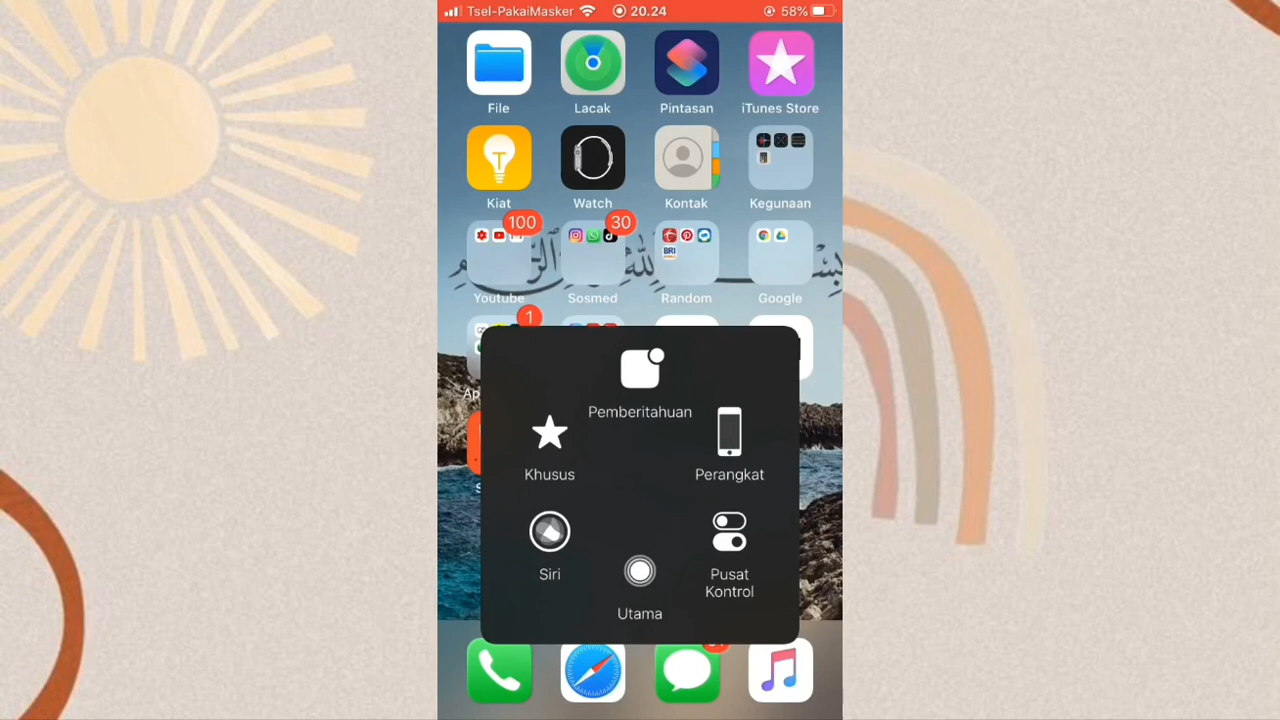 Tsel-PakaiMasker 20.24 58%
File Lacak Pintasan iTunes Store
Kiat Watch Kontak Kegunaan
100 30
BRI
Youtube Sosmed Random Google
1
Pemberitahuan
Khusus Perangkat
Siri Pusat
Kontrol
Utama